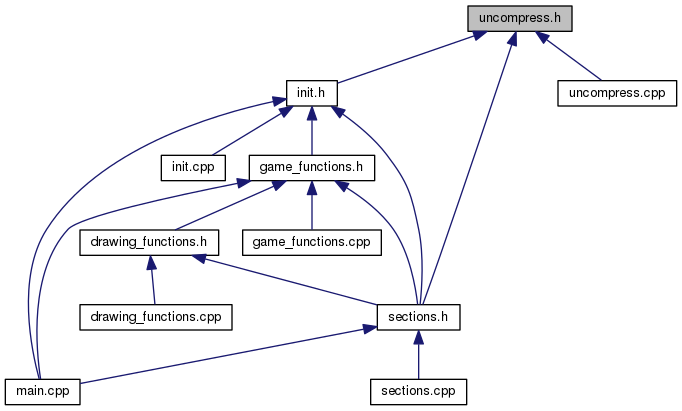 uncompress.h
uncompress.cpp
init.h
init.cpp
game_functions.h
drawing_functions.h
game_functions.cpp
drawing_functions.cpp
sections.h
main.cpp
sections.cpp